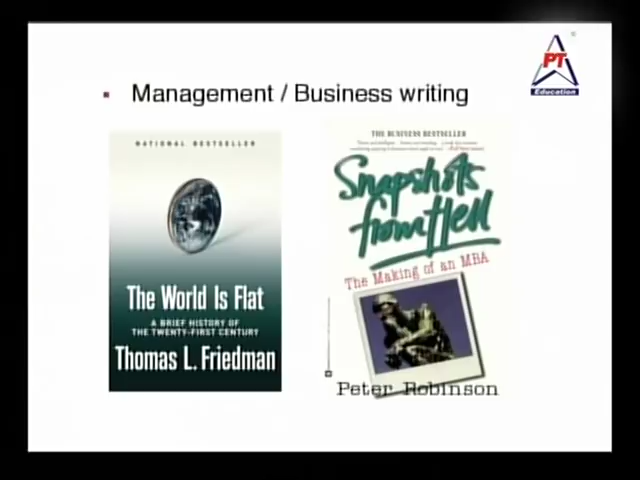 PT
Education
Management / Business writing
NATIONAL BESTSELLER
The World Is Flat
A BRIEF HISTORY OF
THE TWENTY-FIRST CENTURY
Thomas L. Friedman
THE BUSINESS BESTSELLER
Snapshots
from Hell
The Making of an MBA
Peter Robinson